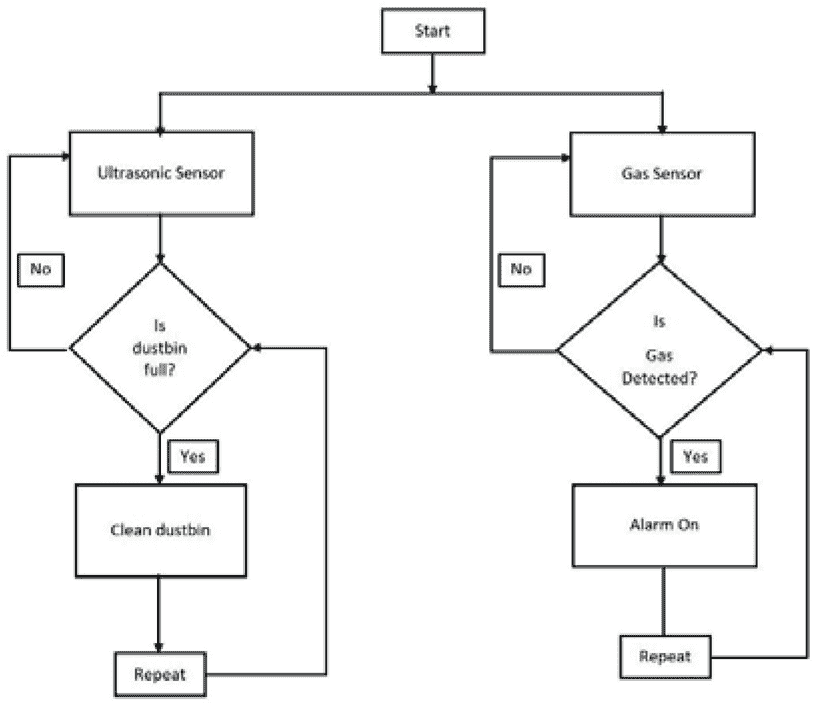 Start
Ultrasonic Sensor
No
Is
dustbin
full?
Yes
Clean dustbin
Repeat
Gas Sensor
No
Is
Gas
Detected?
Yes
Alarm On
Repeat